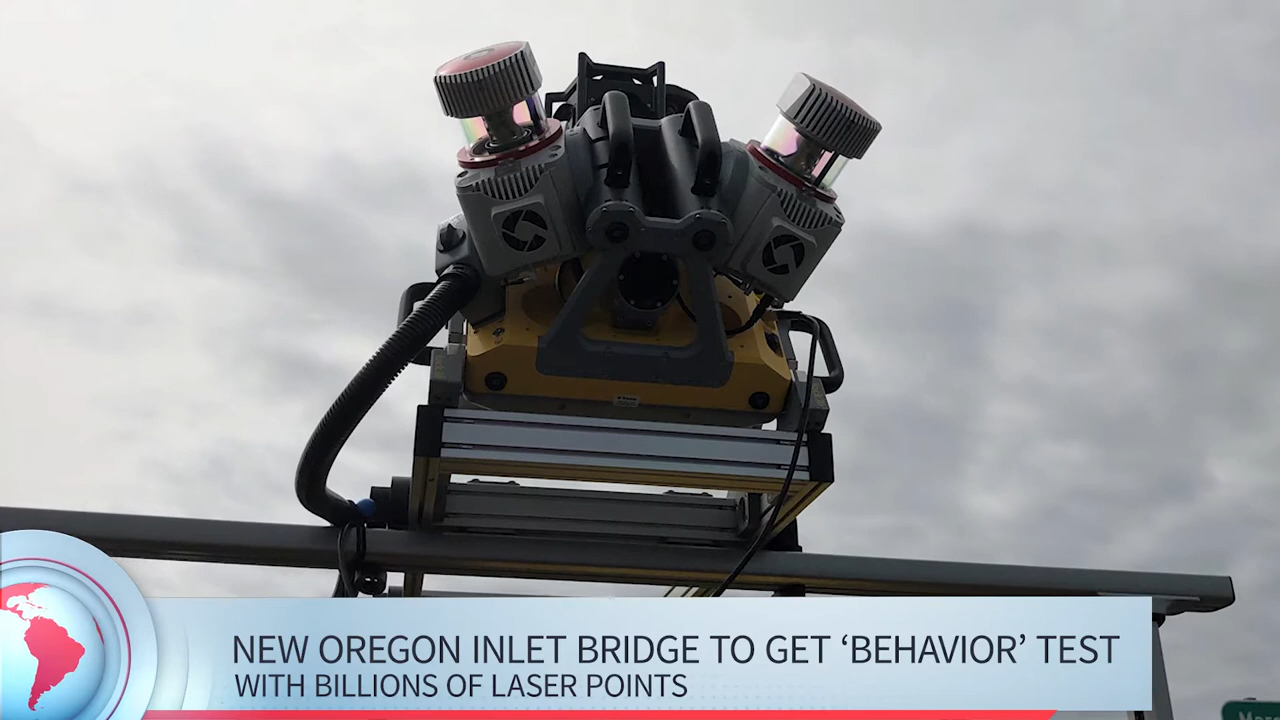 NEW OREGON INLET BRIDGE TO GET ‘BEHAVIOR’ TEST
WITH BILLIONS OF LASER POINTS